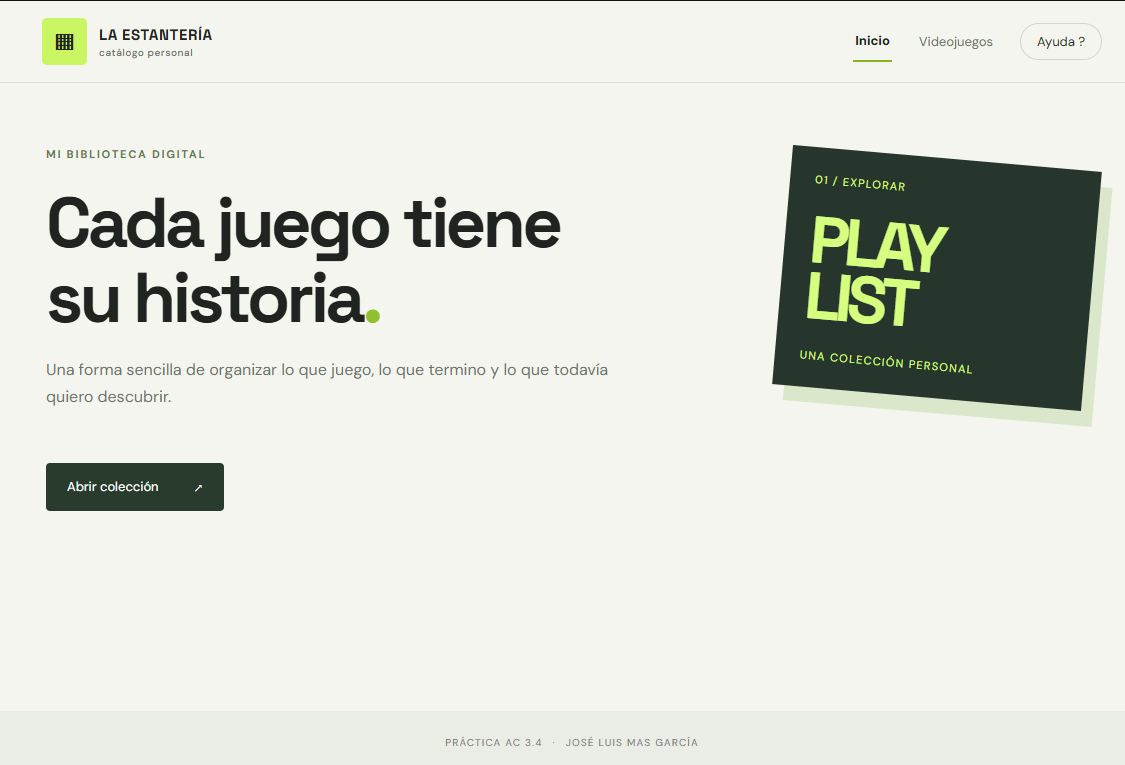 LA ESTANTERÍA
catálogo personal
Inicio
Videojuegos
Ayuda ?
MI BIBLIOTECA DIGITAL
Cada juego tiene
su historia.
Una forma sencilla de organizar lo que juego, lo que termino y lo que todavía
quiero descubrir.
Abrir colección ↗
01 / EXPLORAR
PLAY
LIST
UNA COLECCIÓN PERSONAL
PRÁCTICA AC 3.4 · JOSÉ LUIS MAS GARCÍA